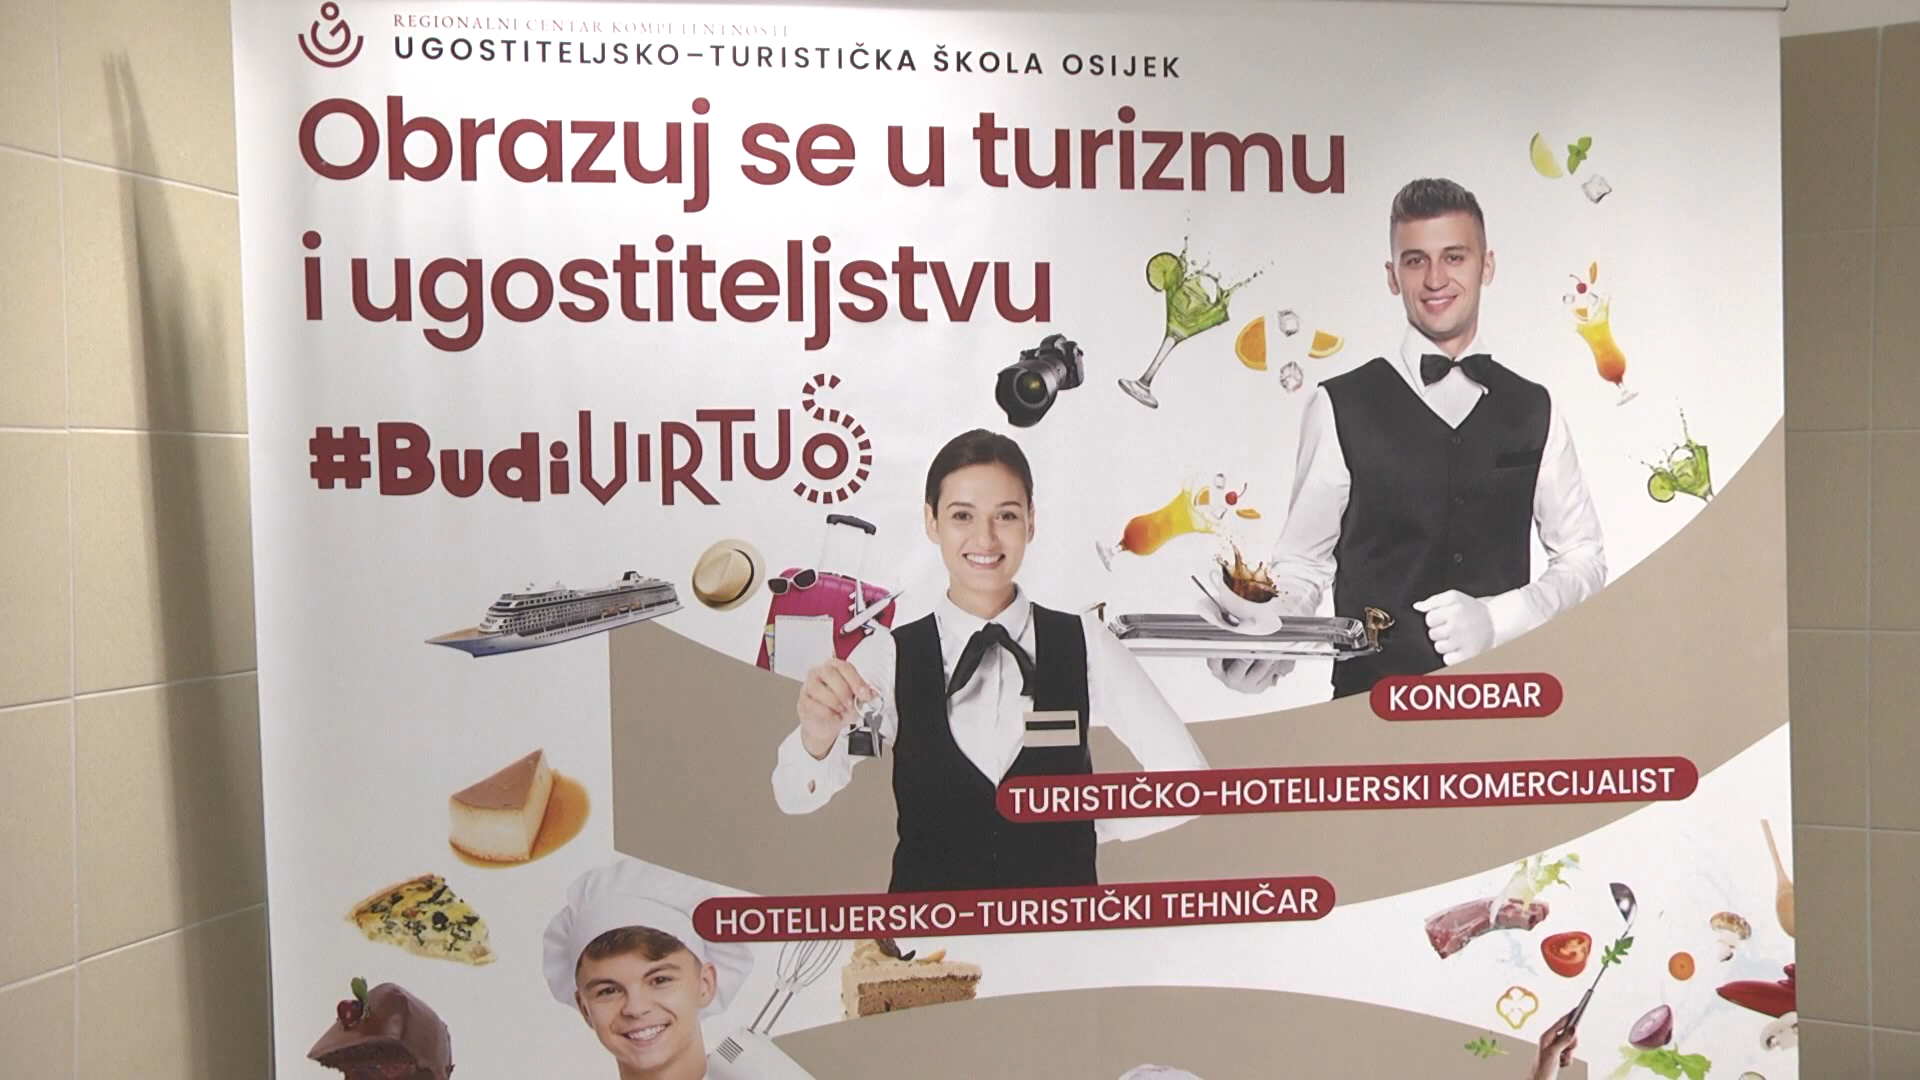 REGIONALNI CENTAR KOMPETENTNOSTI
UGOSTITELJSKO–TURISTIČKA ŠKOLA OSIJEK
Obrazuj se u turizmu
i ugostiteljstvu
#BudiVIRTUOS
KONOBAR
TURISTIČKO-HOTELIJERSKI KOMERCIJALIST
HOTELIJERSKO-TURISTIČKI TEHNIČAR